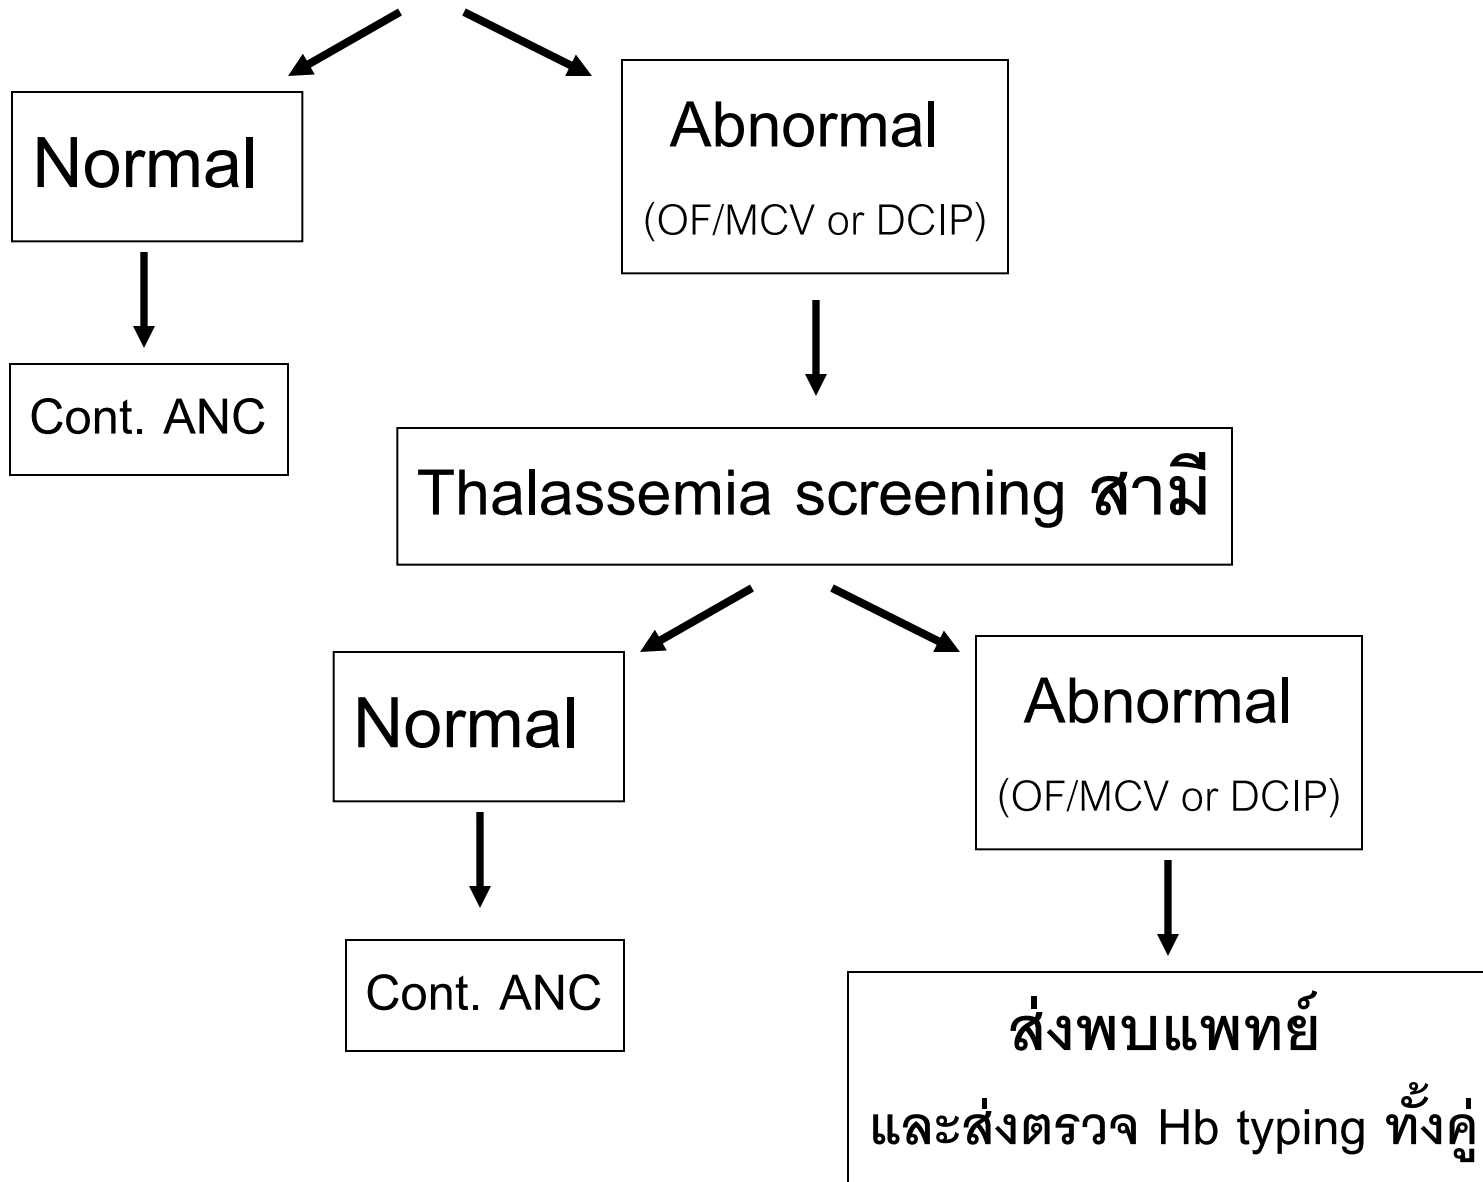 Normal
Abnormal
(OF/MCV or DCIP)
Cont. ANC
Thalassemia screening สามี
Normal
Abnormal
(OF/MCV or DCIP)
Cont. ANC
ส่งพบแพทย์
และส่งตรวจ Hb typing ทั้งคู่